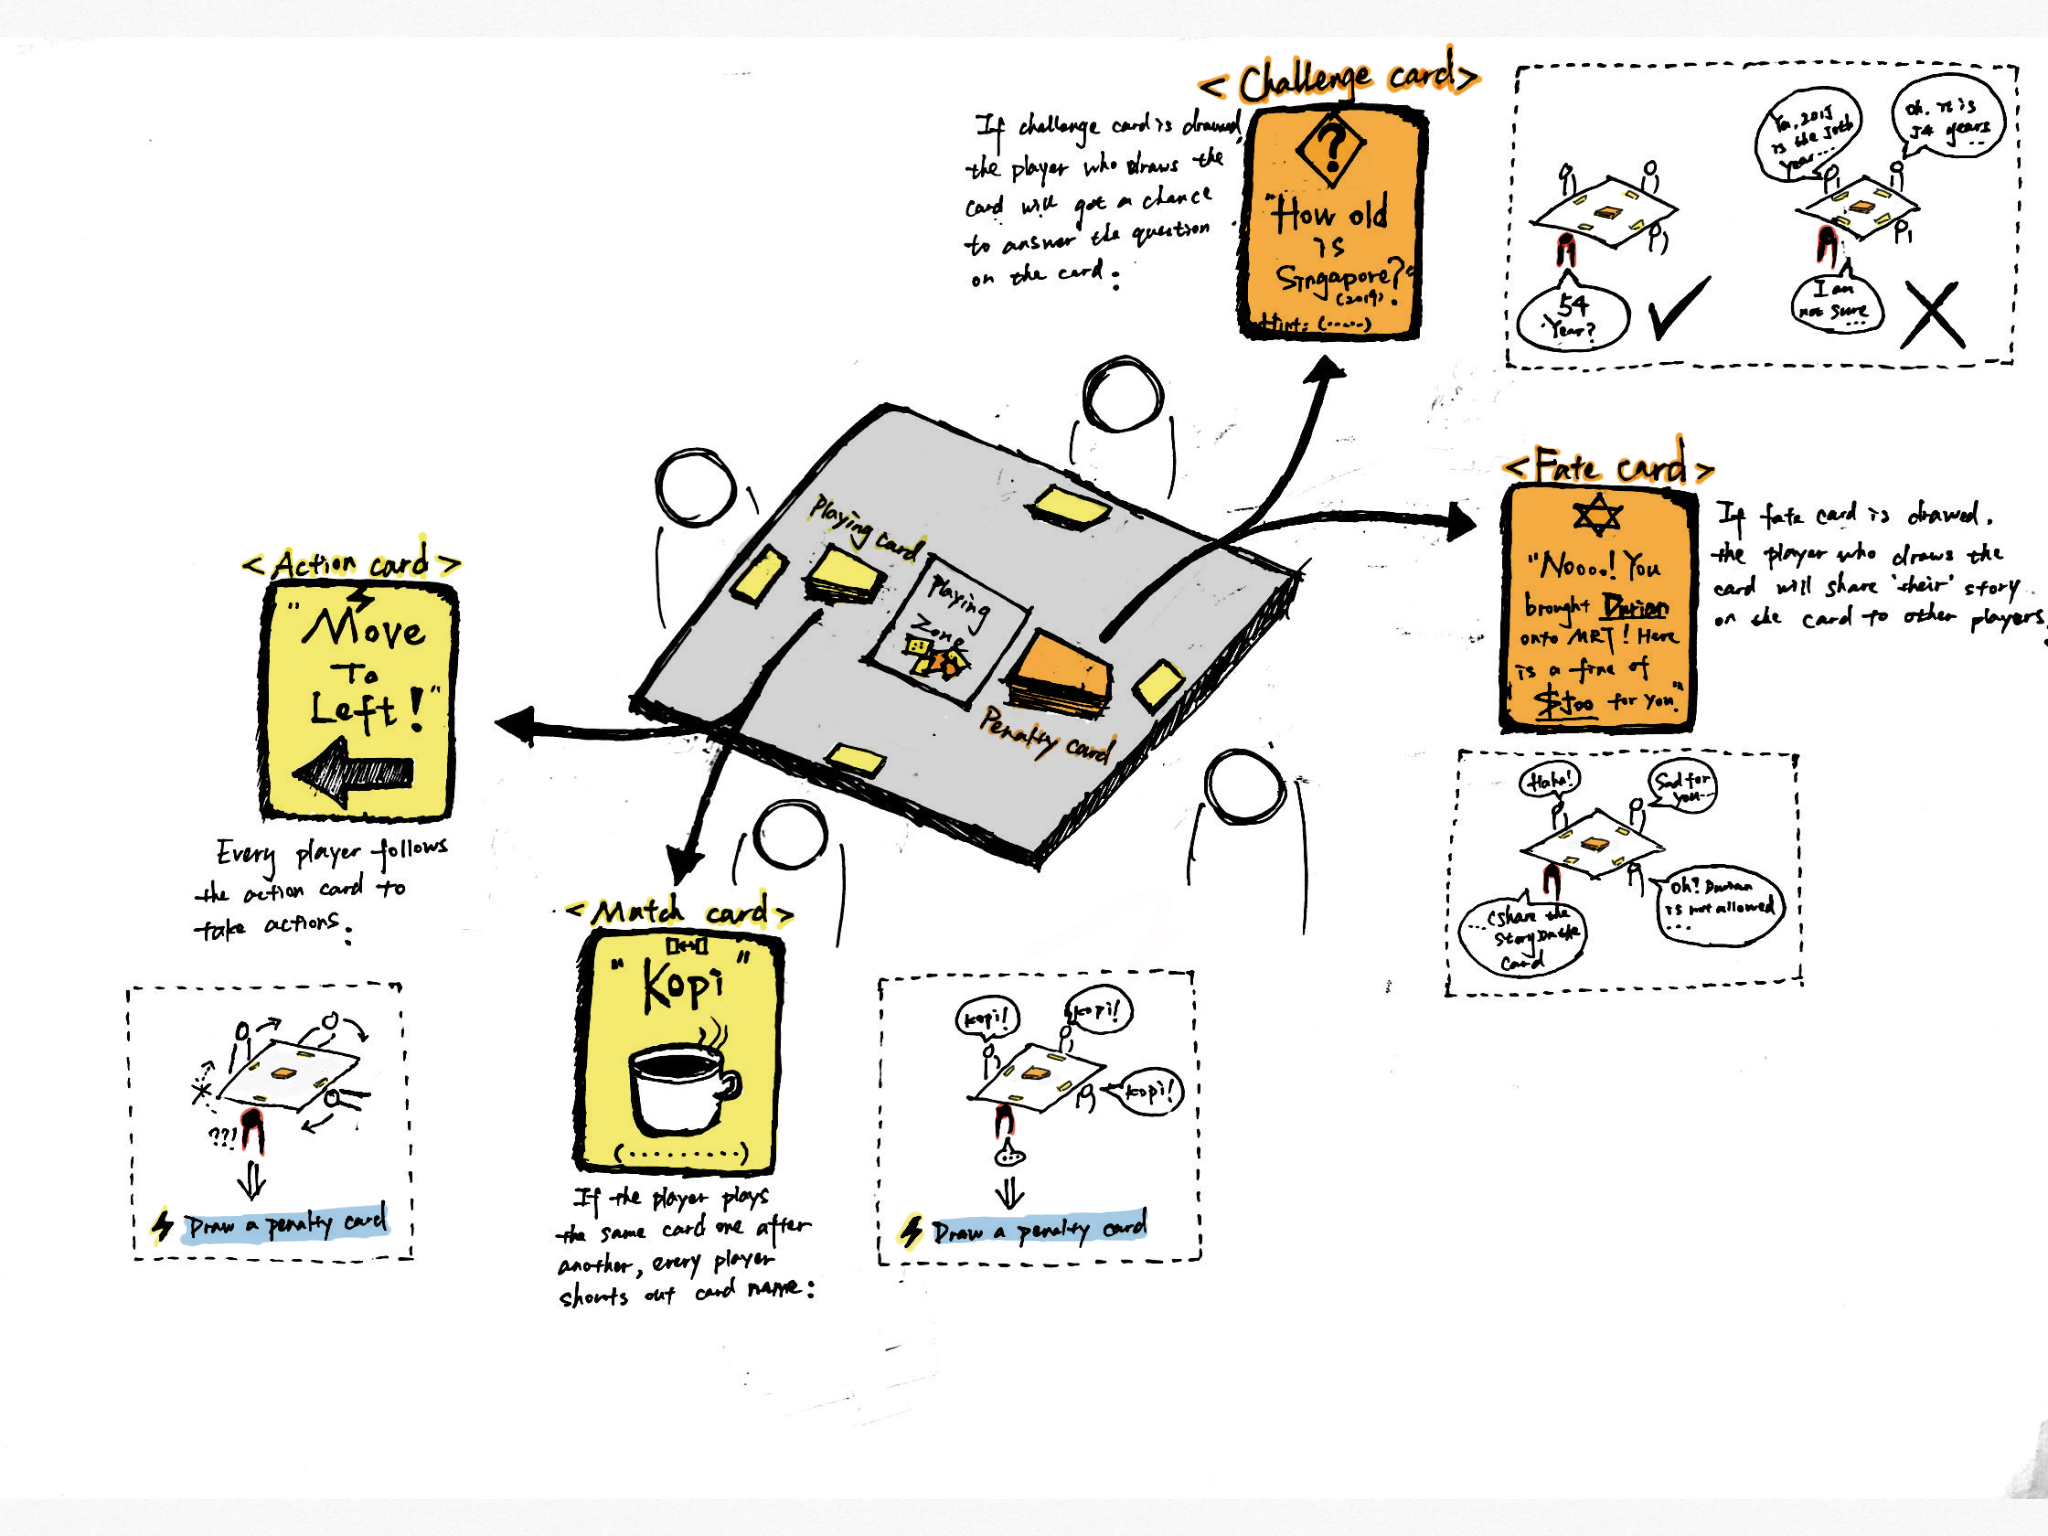 < Challenge card >
If challenge card is drawed,
the player who draws the
card will got a chance
to answer the question
on the card:
?
"How old
is
Singapore?"
(2019).
Hint: (.....)
Ya, 2015
is the 50th
year....
Oh, it is
54 years
...
54
Year?
I am
not sure
...
< Fate card >
"Nooo.! You
brought Durian
onto MRT! Here
is a fine of
$500 for you."
If fate card is drawed,
the player who draws the
card will share 'their' story
on the card to other players.
Haha!
Sad for
you...
...(share the
story on the
card
Oh! Durian
is not allowed
...
Playing card
Playing
Zone
Penalty card
< Action card >
"Move
To
Left!"
Every player follows
the action card to
take actions:
??!
Draw a penalty card
< Match card >
"Kopi"
(.........)
If the player plays
the same card one after
another, every player
shouts out card name:
Kopi!
Kopi!
Kopi!
...
Draw a penalty card